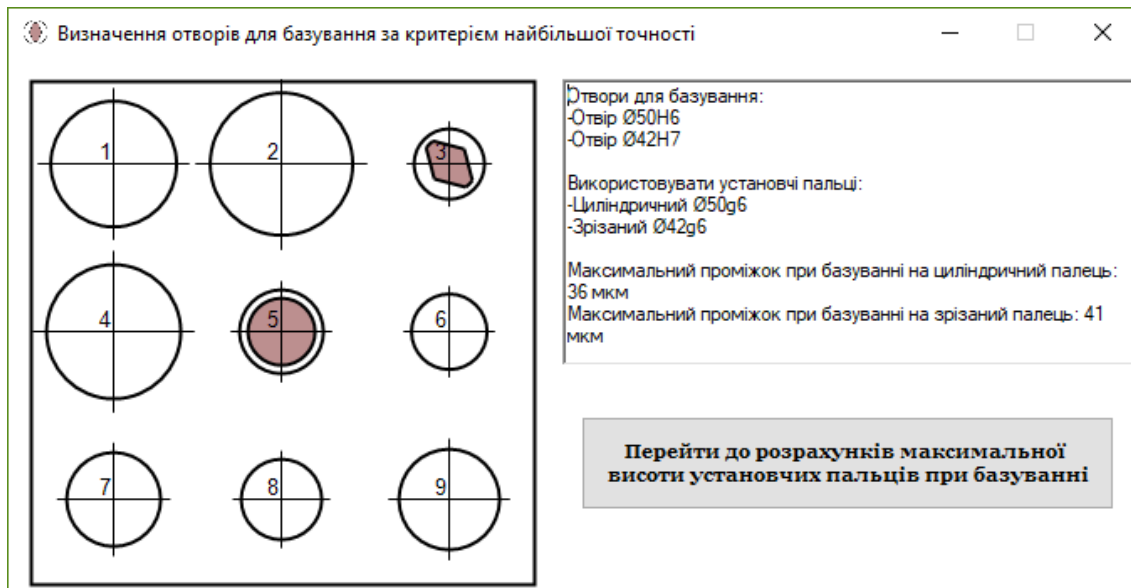 Визначення отворів для базування за критерієм найбільшої точності
1
2
3
4
5
6
7
8
9
Отвори для базування:
-Отвір Ø50H6
-Отвір Ø42H7
Використовувати установчі пальці:
-Циліндричний Ø50g6
-Зрізаний Ø42g6
Максимальний проміжок при базуванні на циліндричний палець:
36 мкм
Максимальний проміжок при базуванні на зрізаний палець: 41
мкм
Перейти до розрахунків максимальної
висоти установчих пальців при базуванні